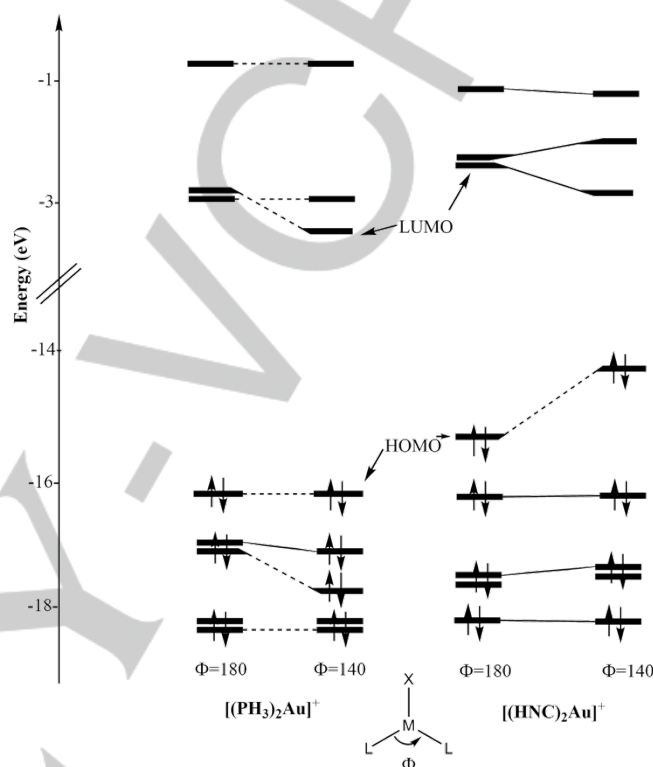 -1
-3
LUMO
Energy (eV)
-14
HOMO
-16
-18
Φ=180 Φ=140 Φ=180 Φ=140
[(PH₃)₂Au]⁺ [(HNC)₂Au]⁺
X
M
L L
Φ